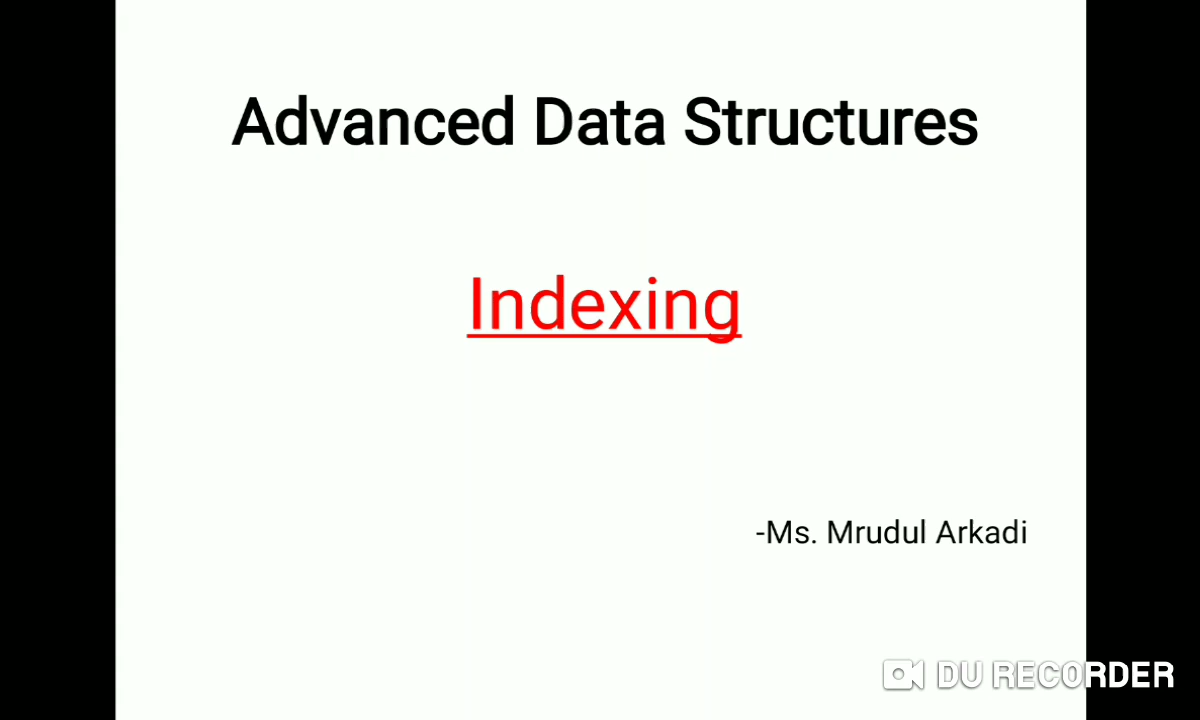 Advanced Data Structures
Indexing
-Ms. Mrudul Arkadi
DU RECORDER